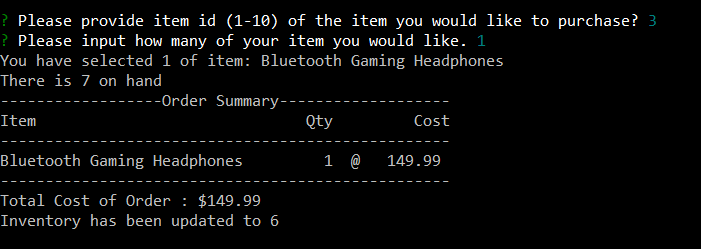 ? Please provide item id (1-10) of the item you would like to purchase? 3
? Please input how many of your item you would like. 1
You have selected 1 of item: Bluetooth Gaming Headphones
There is 7 on hand
------------------Order Summary-------------------
Item                              Qty         Cost
--------------------------------------------------
Bluetooth Gaming Headphones         1  @   149.99
--------------------------------------------------
Total Cost of Order : $149.99
Inventory has been updated to 6